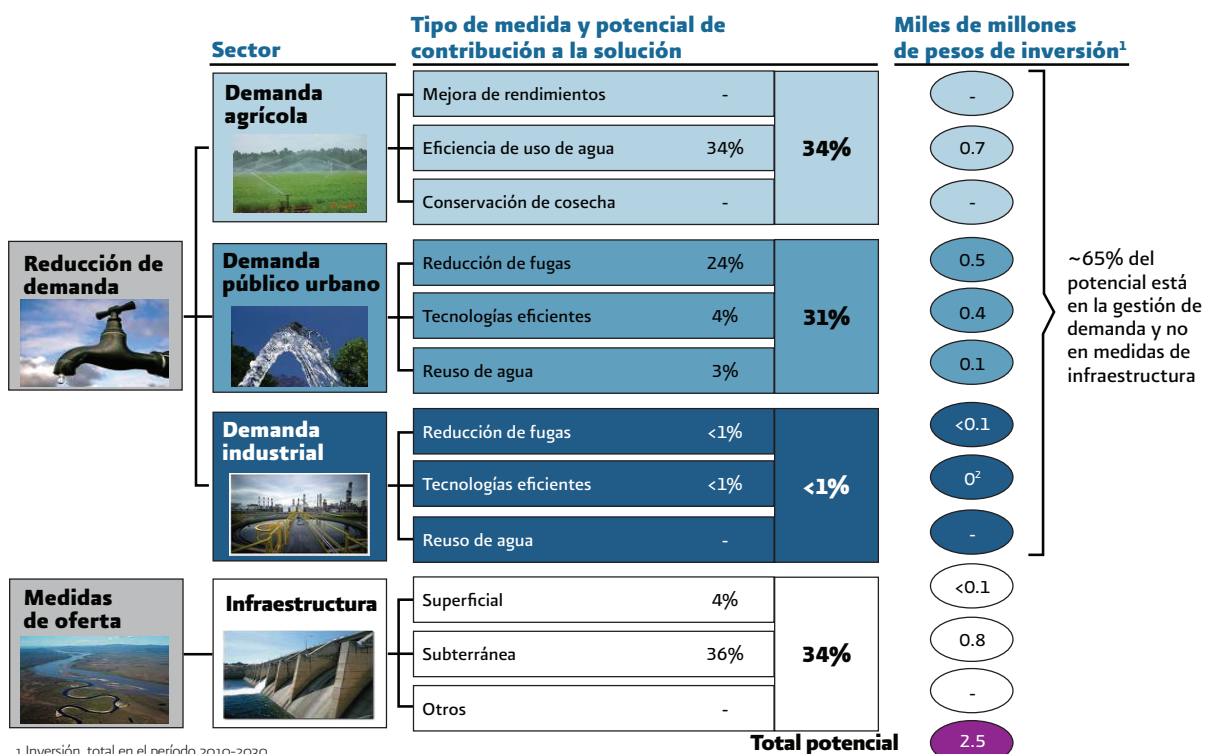 Sector
Tipo de medida y potencial de
contribución a la solución
Miles de millones
de pesos de inversión¹
Reducción de
demanda
Demanda
agrícola
Mejora de rendimientos -
Eficiencia de uso de agua 34%
Conservación de cosecha -
34%
-
0.7
-
Demanda
público urbano
Reducción de fugas 24%
Tecnologías eficientes 4%
Reuso de agua 3%
31%
0.5
0.4
0.1
Demanda
industrial
Reducción de fugas <1%
Tecnologías eficientes <1%
Reuso de agua -
<1%
<0.1
0²
-
~65% del
potencial está
en la gestión de
demanda y no
en medidas de
infraestructura
Medidas
de oferta
Infraestructura
Superficial 4%
Subterránea 36%
Otros -
34%
<0.1
0.8
-
Total potencial 2.5
1 Inversión total en el período 2010-2030